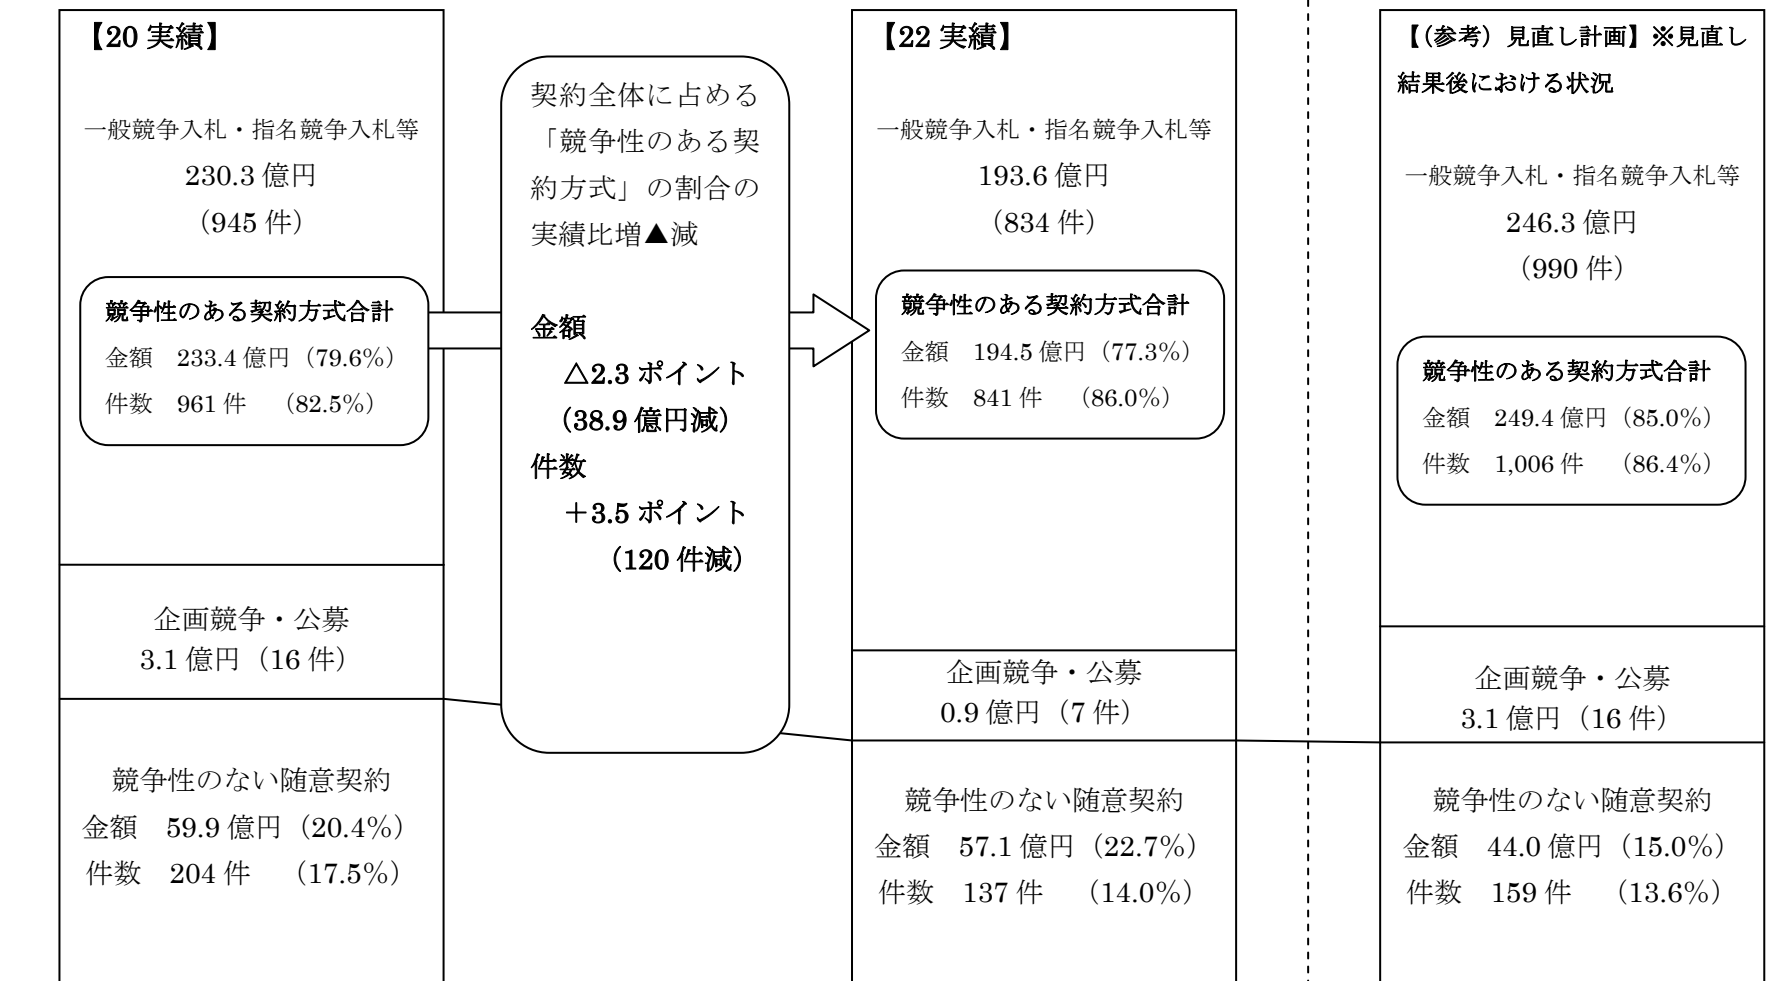 【20 実績】
一般競争入札・指名競争入札等
230.3 億円
（945 件）
競争性のある契約方式合計
金額　233.4 億円（79.6%）
件数　961 件　（82.5%）
企画競争・公募
3.1 億円（16 件）
競争性のない随意契約
金額　59.9 億円（20.4%）
件数　204 件　（17.5%）
契約全体に占める
「競争性のある契
約方式」の割合の
実績比増▲減
金額
△2.3 ポイント
（38.9 億円減）
件数
＋3.5 ポイント
（120 件減）
【22 実績】
一般競争入札・指名競争入札等
193.6 億円
（834 件）
競争性のある契約方式合計
金額　194.5 億円（77.3%）
件数　841 件　（86.0%）
企画競争・公募
0.9 億円（7 件）
競争性のない随意契約
金額　57.1 億円（22.7%）
件数　137 件　（14.0%）
【（参考）見直し計画】※見直し
結果後における状況
一般競争入札・指名競争入札等
246.3 億円
（990 件）
競争性のある契約方式合計
金額　249.4 億円（85.0%）
件数　1,006 件　（86.4%）
企画競争・公募
3.1 億円（16 件）
競争性のない随意契約
金額　44.0 億円（15.0%）
件数　159 件　（13.6%）